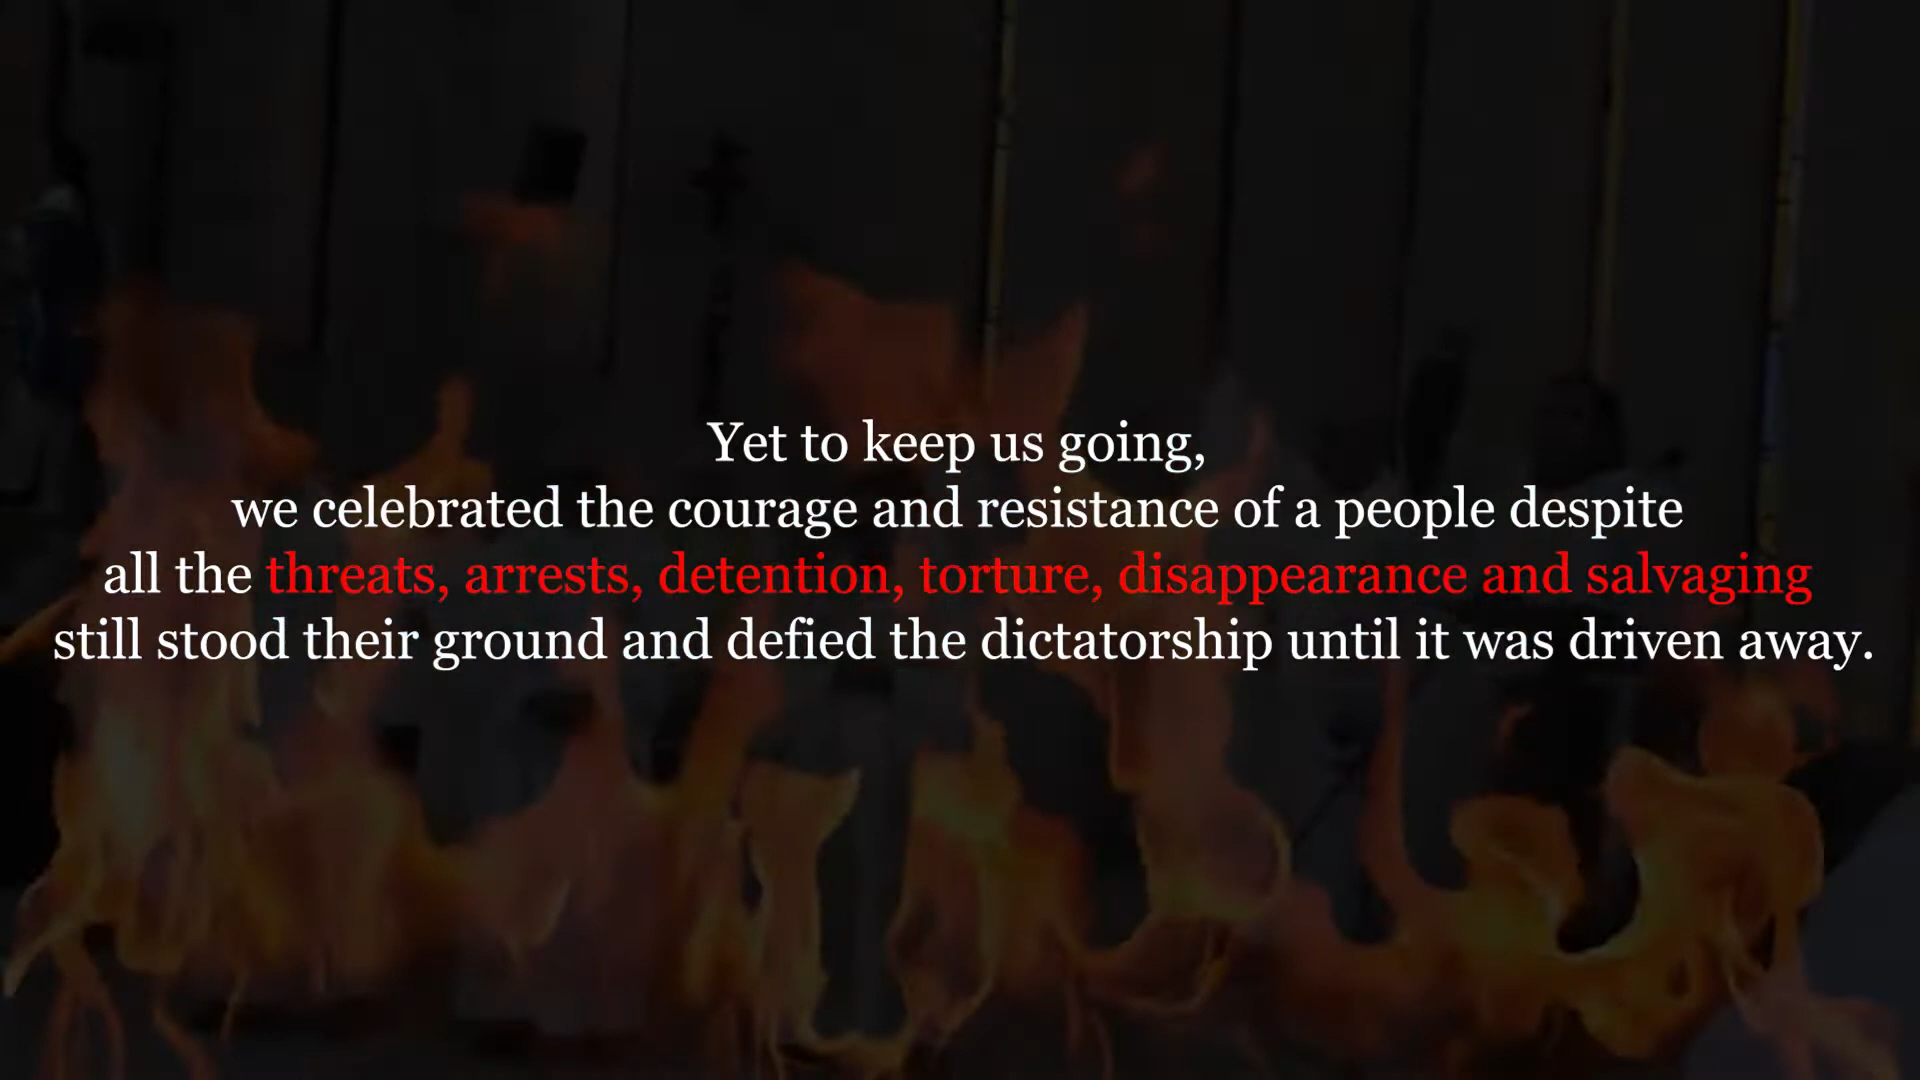 Yet to keep us going,
we celebrated the courage and resistance of a people despite
all the threats, arrests, detention, torture, disappearance and salvaging
still stood their ground and defied the dictatorship until it was driven away.